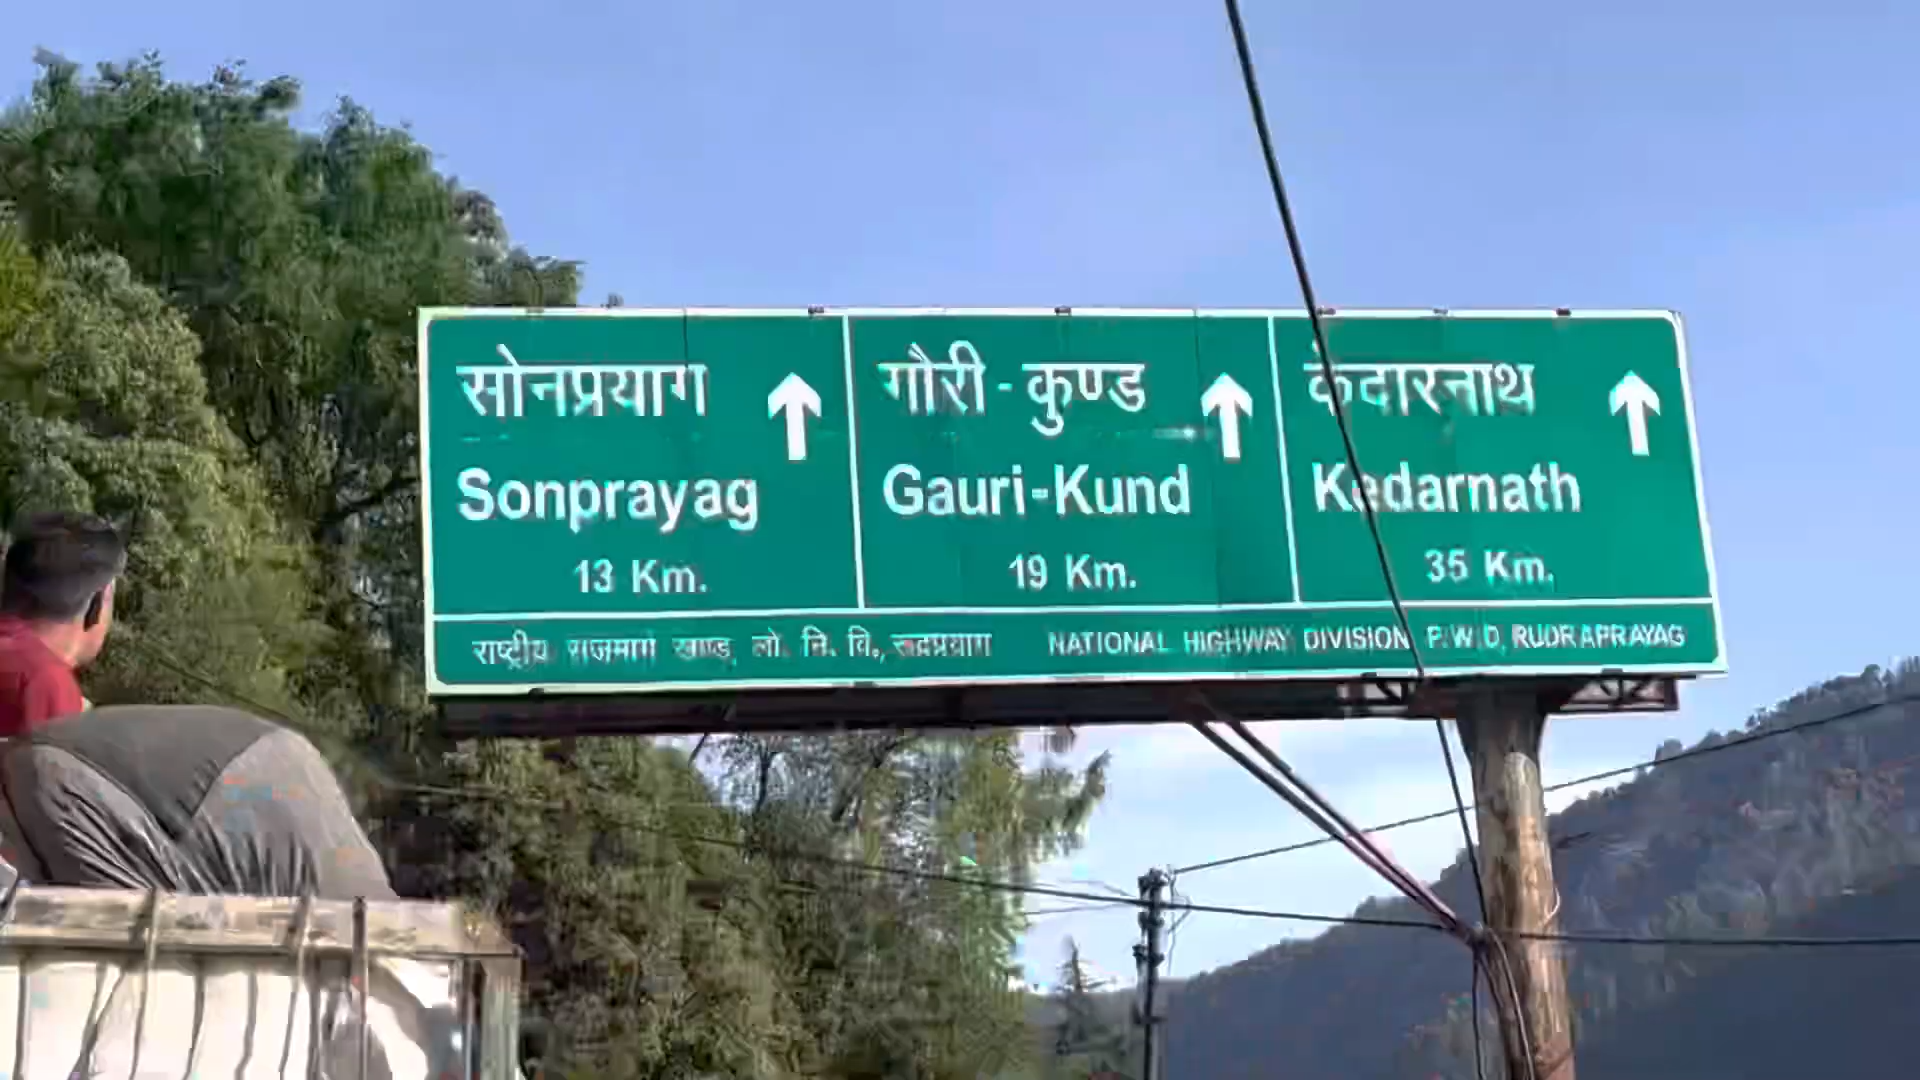 सोनप्रयाग
Sonprayag
13 Km.
गौरी - कुण्ड
Gauri-Kund
19 Km.
केदारनाथ
Kedarnath
35 Km.
राष्ट्रीय राजमार्ग खण्ड, लो. नि. वि., रूद्रप्रयाग
NATIONAL HIGHWAY DIVISION P.W.D, RUDRAPRAYAG